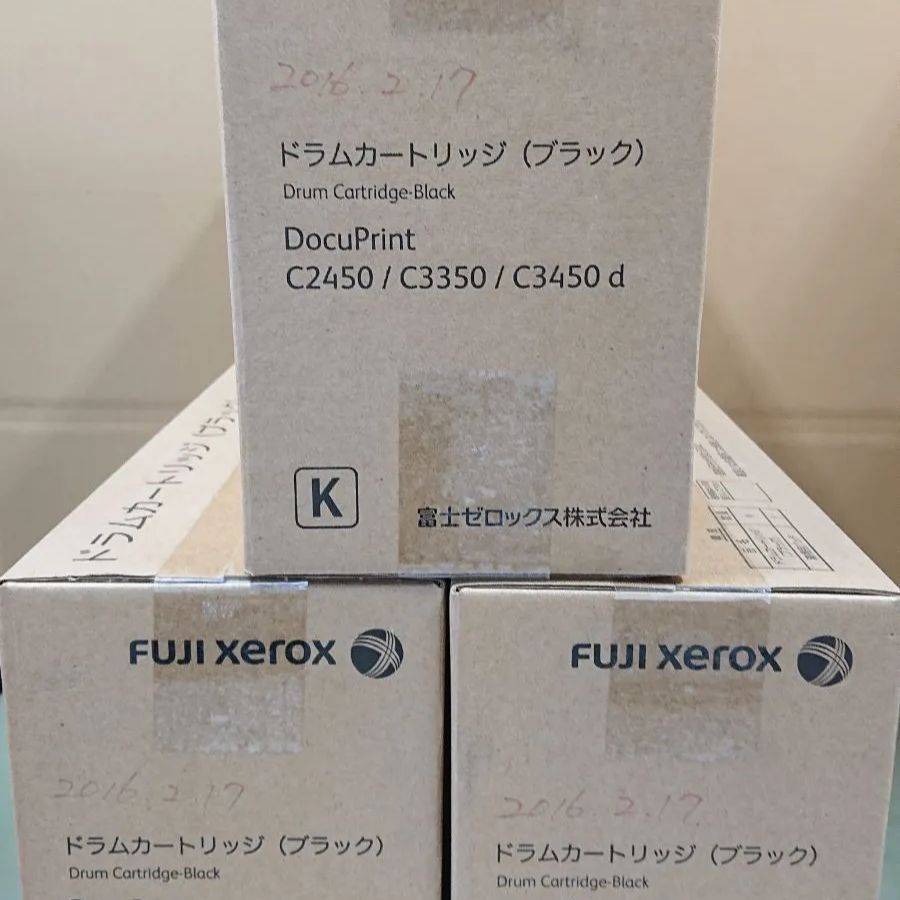 2016.2.17
ドラムカートリッジ（ブラック）
Drum Cartridge-Black
DocuPrint
C2450 / C3350 / C3450 d
K
富士ゼロックス株式会社
ドラムカートリッジ（ブラック
FUJI xerox
2016.2.17
ドラムカートリッジ（ブラック）
Drum Cartridge-Black
FUJI xerox
2016.2.17
ドラムカートリッジ（ブラック）
Drum Cartridge-Black